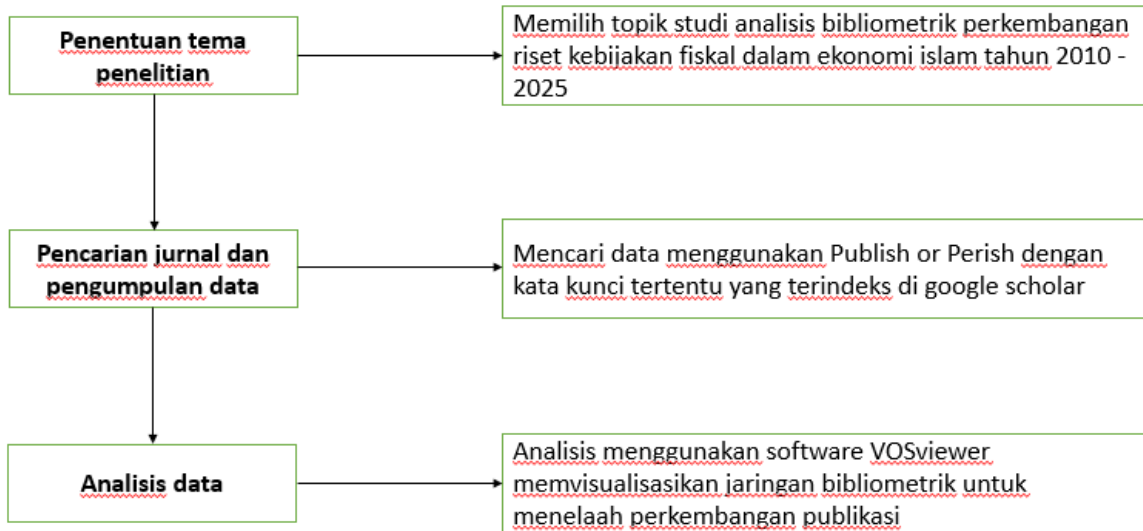 Penentuan tema
penelitian
Memilih topik studi analisis bibliometrik perkembangan
riset kebijakan fiskal dalam ekonomi islam tahun 2010 -
2025
Pencarian jurnal dan
pengumpulan data
Mencari data menggunakan Publish or Perish dengan
kata kunci tertentu yang terindeks di google scholar
Analisis data
Analisis menggunakan software VOSviewer
memvisualisasikan jaringan bibliometrik untuk
menelaah perkembangan publikasi